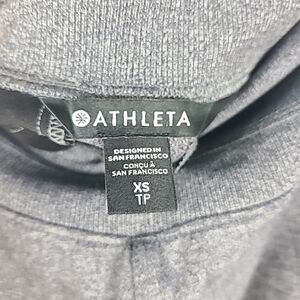 ATHLETA
DESIGNED IN
SAN FRANCISCO
CONÇU À
SAN FRANCISCO
XS
TP